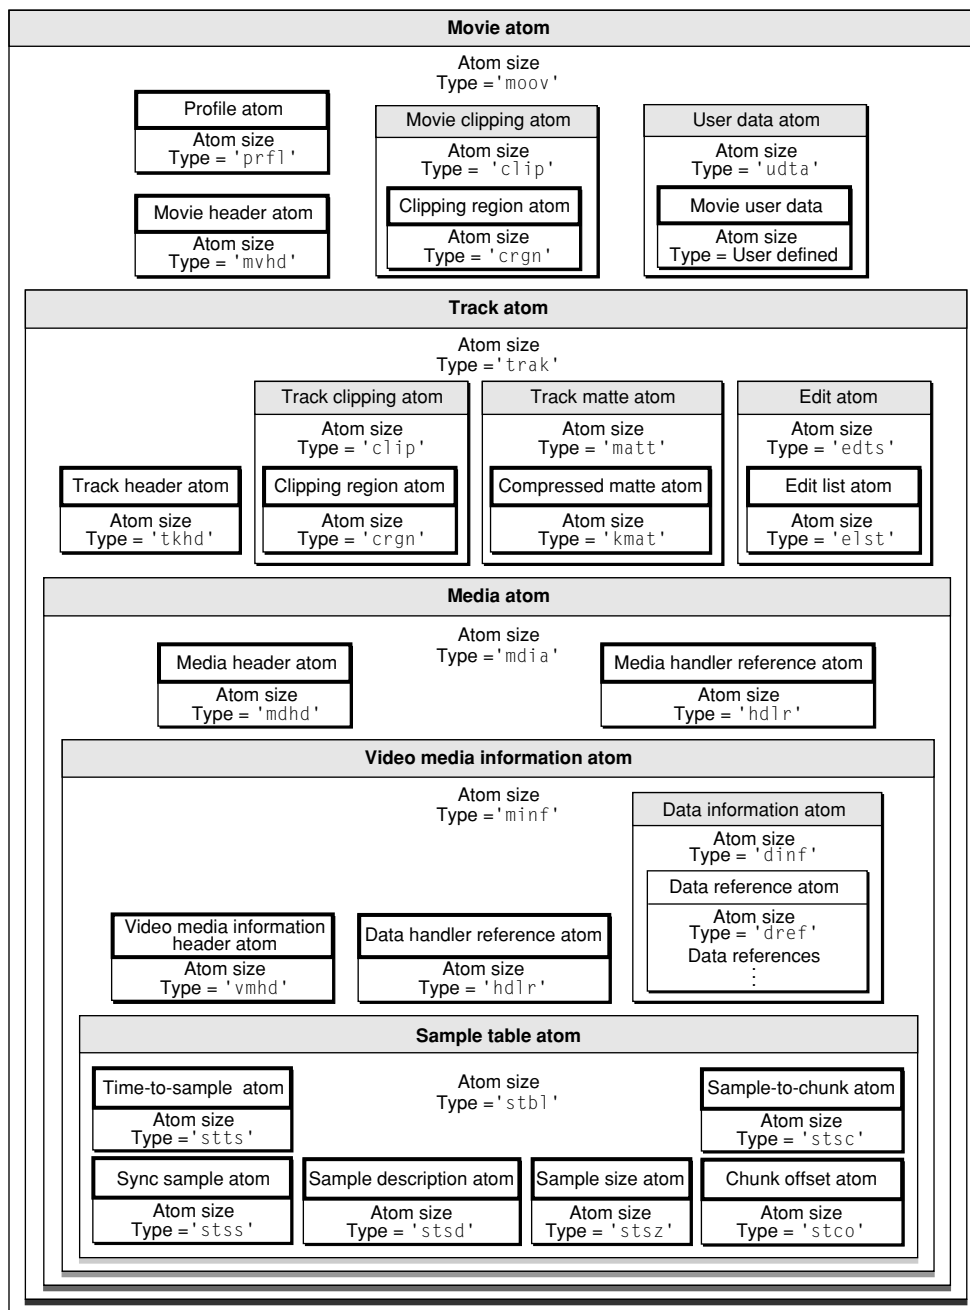 Movie atom
Atom size
Type ='moov'
Profile atom
Atom size
Type = 'prfl'
Movie clipping atom
Atom size
Type = 'clip'
User data atom
Atom size
Type = 'udta'
Movie header atom
Atom size
Type = 'mvhd'
Clipping region atom
Atom size
Type = 'crgn'
Movie user data
Atom size
Type = User defined
Track atom
Atom size
Type ='trak'
Track clipping atom
Atom size
Type = 'clip'
Track matte atom
Atom size
Type = 'matt'
Edit atom
Atom size
Type = 'edts'
Track header atom
Atom size
Type = 'tkhd'
Clipping region atom
Atom size
Type = 'crgn'
Compressed matte atom
Atom size
Type = 'kmat'
Edit list atom
Atom size
Type = 'elst'
Media atom
Atom size
Type ='mdia'
Media header atom
Atom size
Type = 'mdhd'
Media handler reference atom
Atom size
Type = 'hdlr'
Video media information atom
Atom size
Type ='minf'
Data information atom
Atom size
Type = 'dinf'
Data reference atom
Atom size
Type = 'dref'
Data references
⋮
Video media information
header atom
Atom size
Type = 'vmhd'
Data handler reference atom
Atom size
Type = 'hdlr'
Sample table atom
Atom size
Type ='stbl'
Time-to-sample atom
Atom size
Type ='stts'
Sample-to-chunk atom
Atom size
Type ='stsc'
Sync sample atom
Atom size
Type ='stss'
Sample description atom
Atom size
Type ='stsd'
Sample size atom
Atom size
Type ='stsz'
Chunk offset atom
Atom size
Type ='stco'